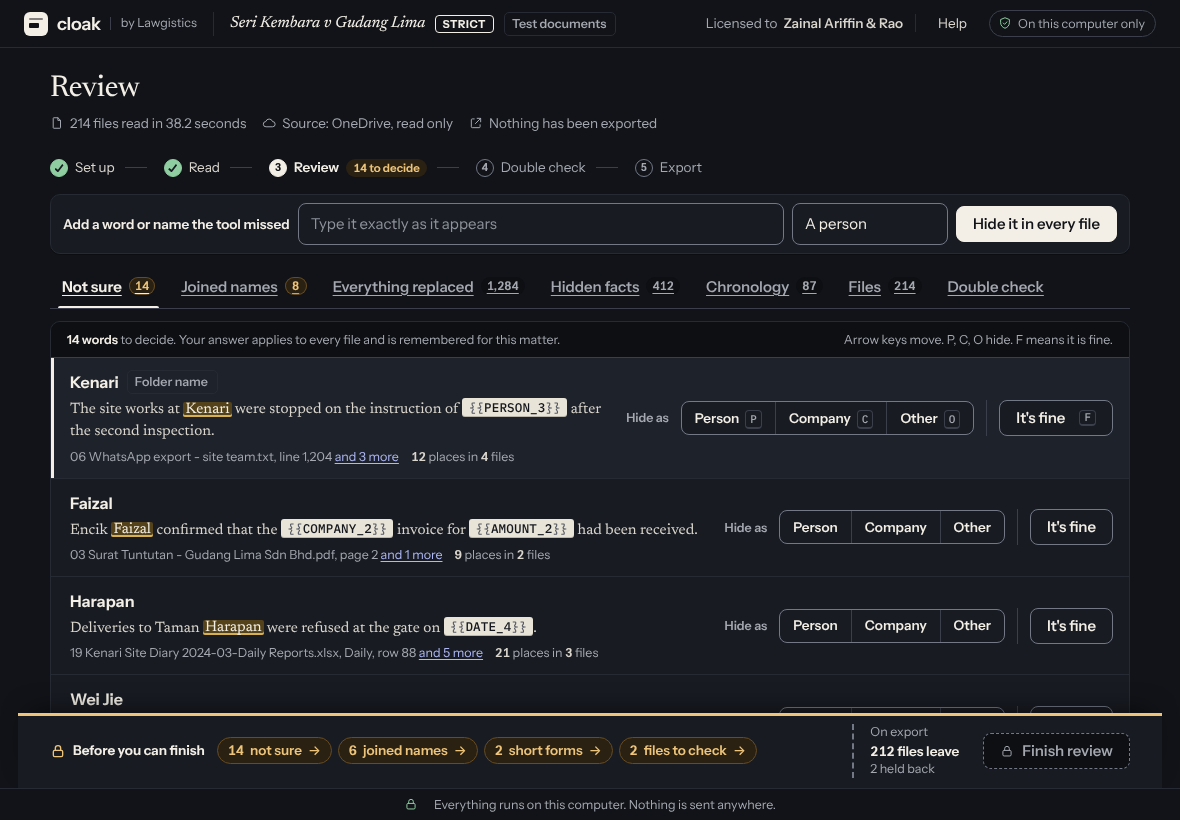 cloak by Lawgistics Seri Kembara v Gudang Lima STRICT Test documents Licensed to Zainal Ariffin & Rao Help On this computer only
Review
214 files read in 38.2 seconds Source: OneDrive, read only Nothing has been exported
Set up Read 3 Review 14 to decide 4 Double check 5 Export
Add a word or name the tool missed Type it exactly as it appears A person Hide it in every file
Not sure 14 Joined names 8 Everything replaced 1,284 Hidden facts 412 Chronology 87 Files 214 Double check
14 words to decide. Your answer applies to every file and is remembered for this matter. Arrow keys move. P, C, O hide. F means it is fine.
Kenari Folder name
The site works at Kenari were stopped on the instruction of {{PERSON_3}} after
the second inspection.
Hide as Person P Company C Other O It's fine F
06 WhatsApp export - site team.txt, line 1,204 and 3 more 12 places in 4 files
Faizal
Encik Faizal confirmed that the {{COMPANY_2}} invoice for {{AMOUNT_2}} had been received.
Hide as Person Company Other It's fine
03 Surat Tuntutan - Gudang Lima Sdn Bhd.pdf, page 2 and 1 more 9 places in 2 files
Harapan
Deliveries to Taman Harapan were refused at the gate on {{DATE_4}}.
Hide as Person Company Other It's fine
19 Kenari Site Diary 2024-03-Daily Reports.xlsx, Daily, row 88 and 5 more 21 places in 3 files
Wei Jie
Before you can finish 14 not sure → 6 joined names → 2 short forms → 2 files to check →
On export
212 files leave
2 held back
Finish review
Everything runs on this computer. Nothing is sent anywhere.